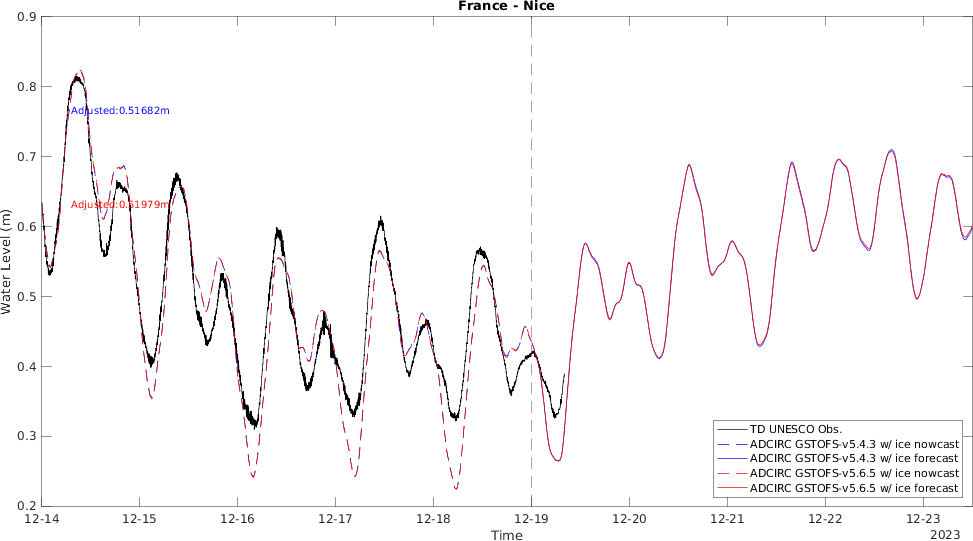 France - Nice
0.9
0.8
0.7
0.6
0.5
0.4
0.3
0.2
Water Level (m)
Adjusted:0.51682m
Adjusted:0.51979m
TD UNESCO Obs.
ADCIRC GSTOFS-v5.4.3 w/ ice nowcast
ADCIRC GSTOFS-v5.4.3 w/ ice forecast
ADCIRC GSTOFS-v5.6.5 w/ ice nowcast
ADCIRC GSTOFS-v5.6.5 w/ ice forecast
12-14 12-15 12-16 12-17 12-18 12-19 12-20 12-21 12-22 12-23
Time
2023